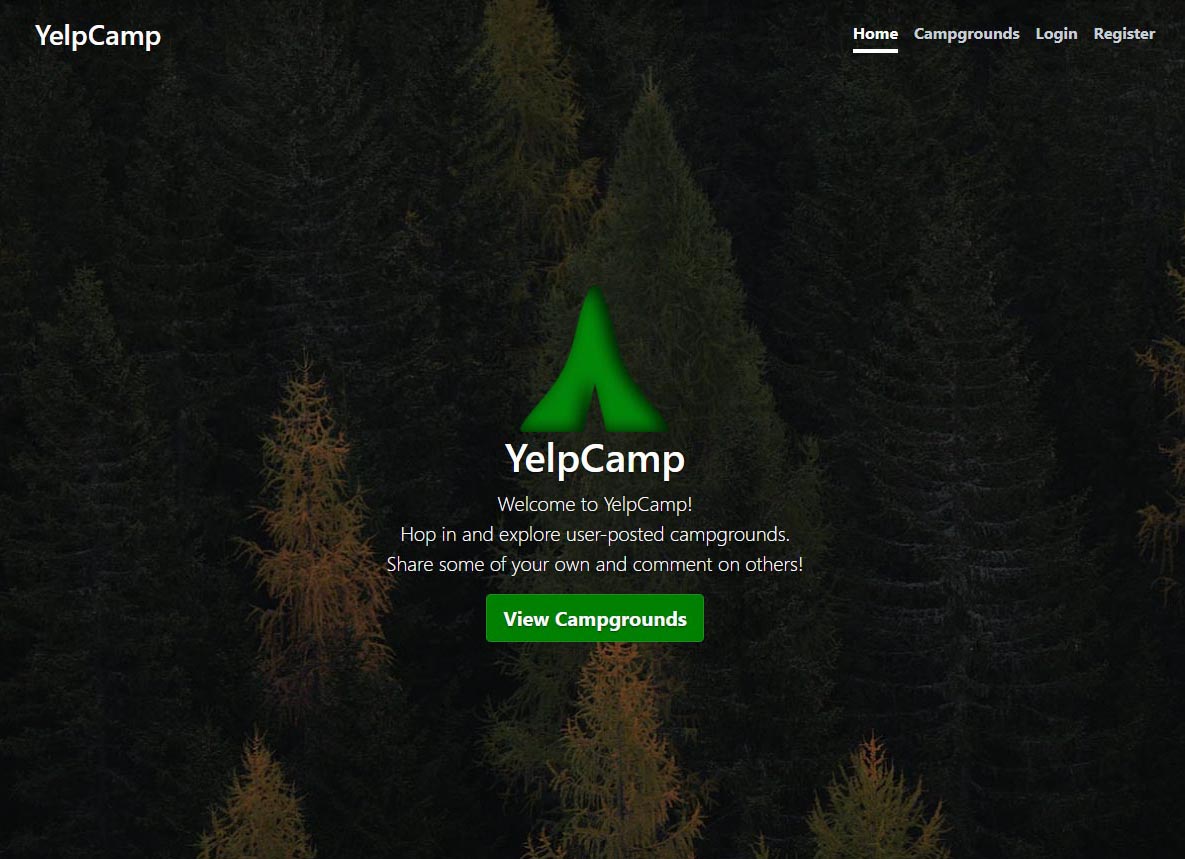 YelpCamp
Home Campgrounds Login Register
YelpCamp
Welcome to YelpCamp!
Hop in and explore user-posted campgrounds.
Share some of your own and comment on others!
View Campgrounds